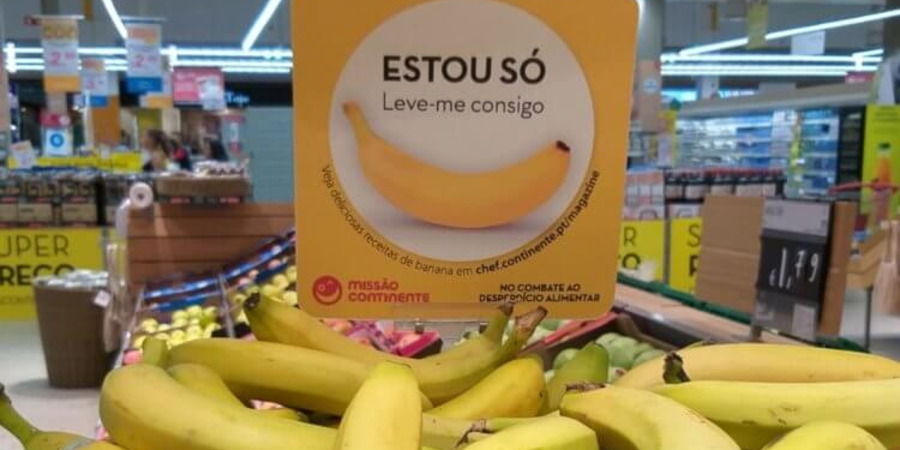 ESTOU SÓ
Leve-me consigo
Veja deliciosas receitas de banana em chef.continente.pt/magazine
MISSÃO
CONTINENTE
NO COMBATE AO
DESPERDÍCIO ALIMENTAR
SUPER
PREÇO
SUPER
1,79